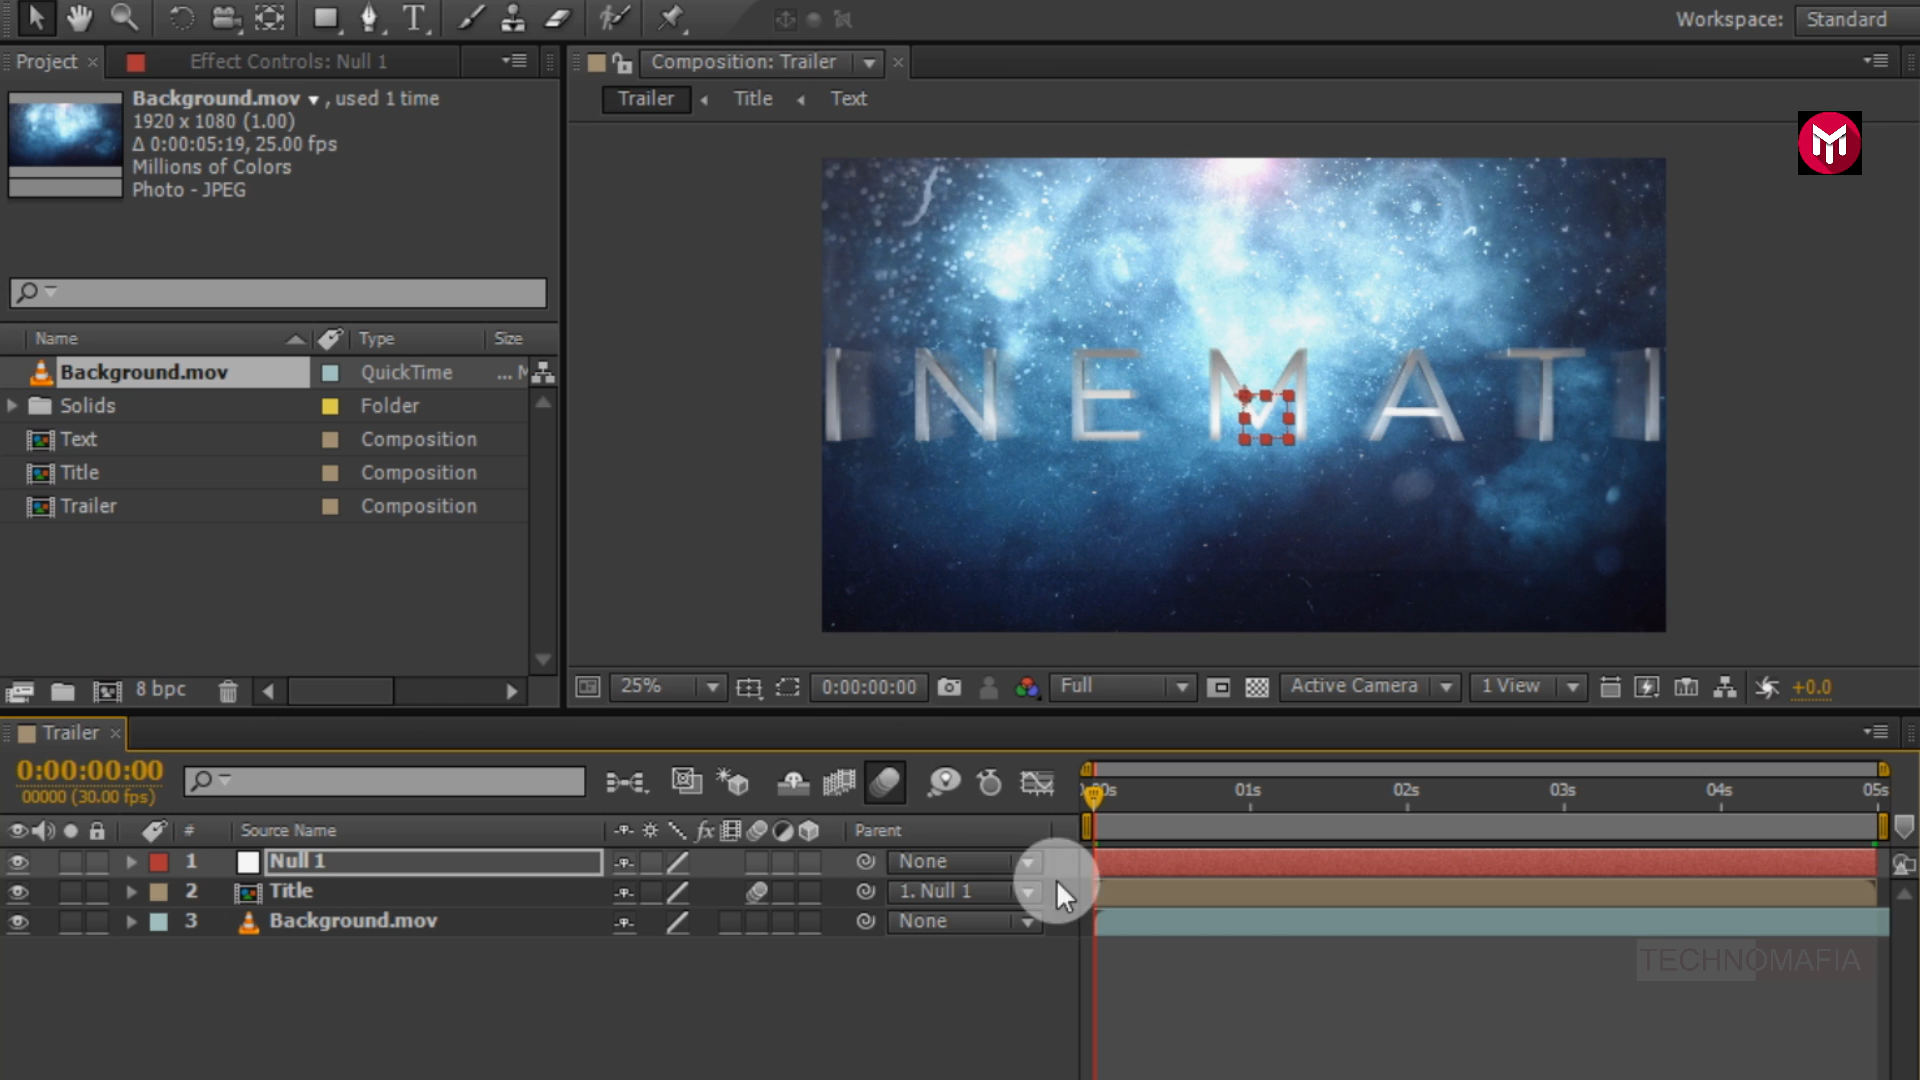 Workspace: Standard
Project × Effect Controls: Null 1
Composition: Trailer ×
Background.mov ▼ , used 1 time
1920 x 1080 (1.00)
Δ 0:00:05:19, 25.00 fps
Millions of Colors
Photo - JPEG
Trailer Title Text
M
INEMATI
Name Type Size
Background.mov QuickTime ... M
Solids Folder
Text Composition
Title Composition
Trailer Composition
8 bpc
25% 0:00:00:00 Full Active Camera 1 View +0.0
Trailer ×
0:00:00:00
00000 (30.00 fps)
00s 01s 02s 03s 04s 05s
# Source Name fx Parent
1 Null 1 None
2 Title 1. Null 1
3 Background.mov None
TECHNOMAFIA